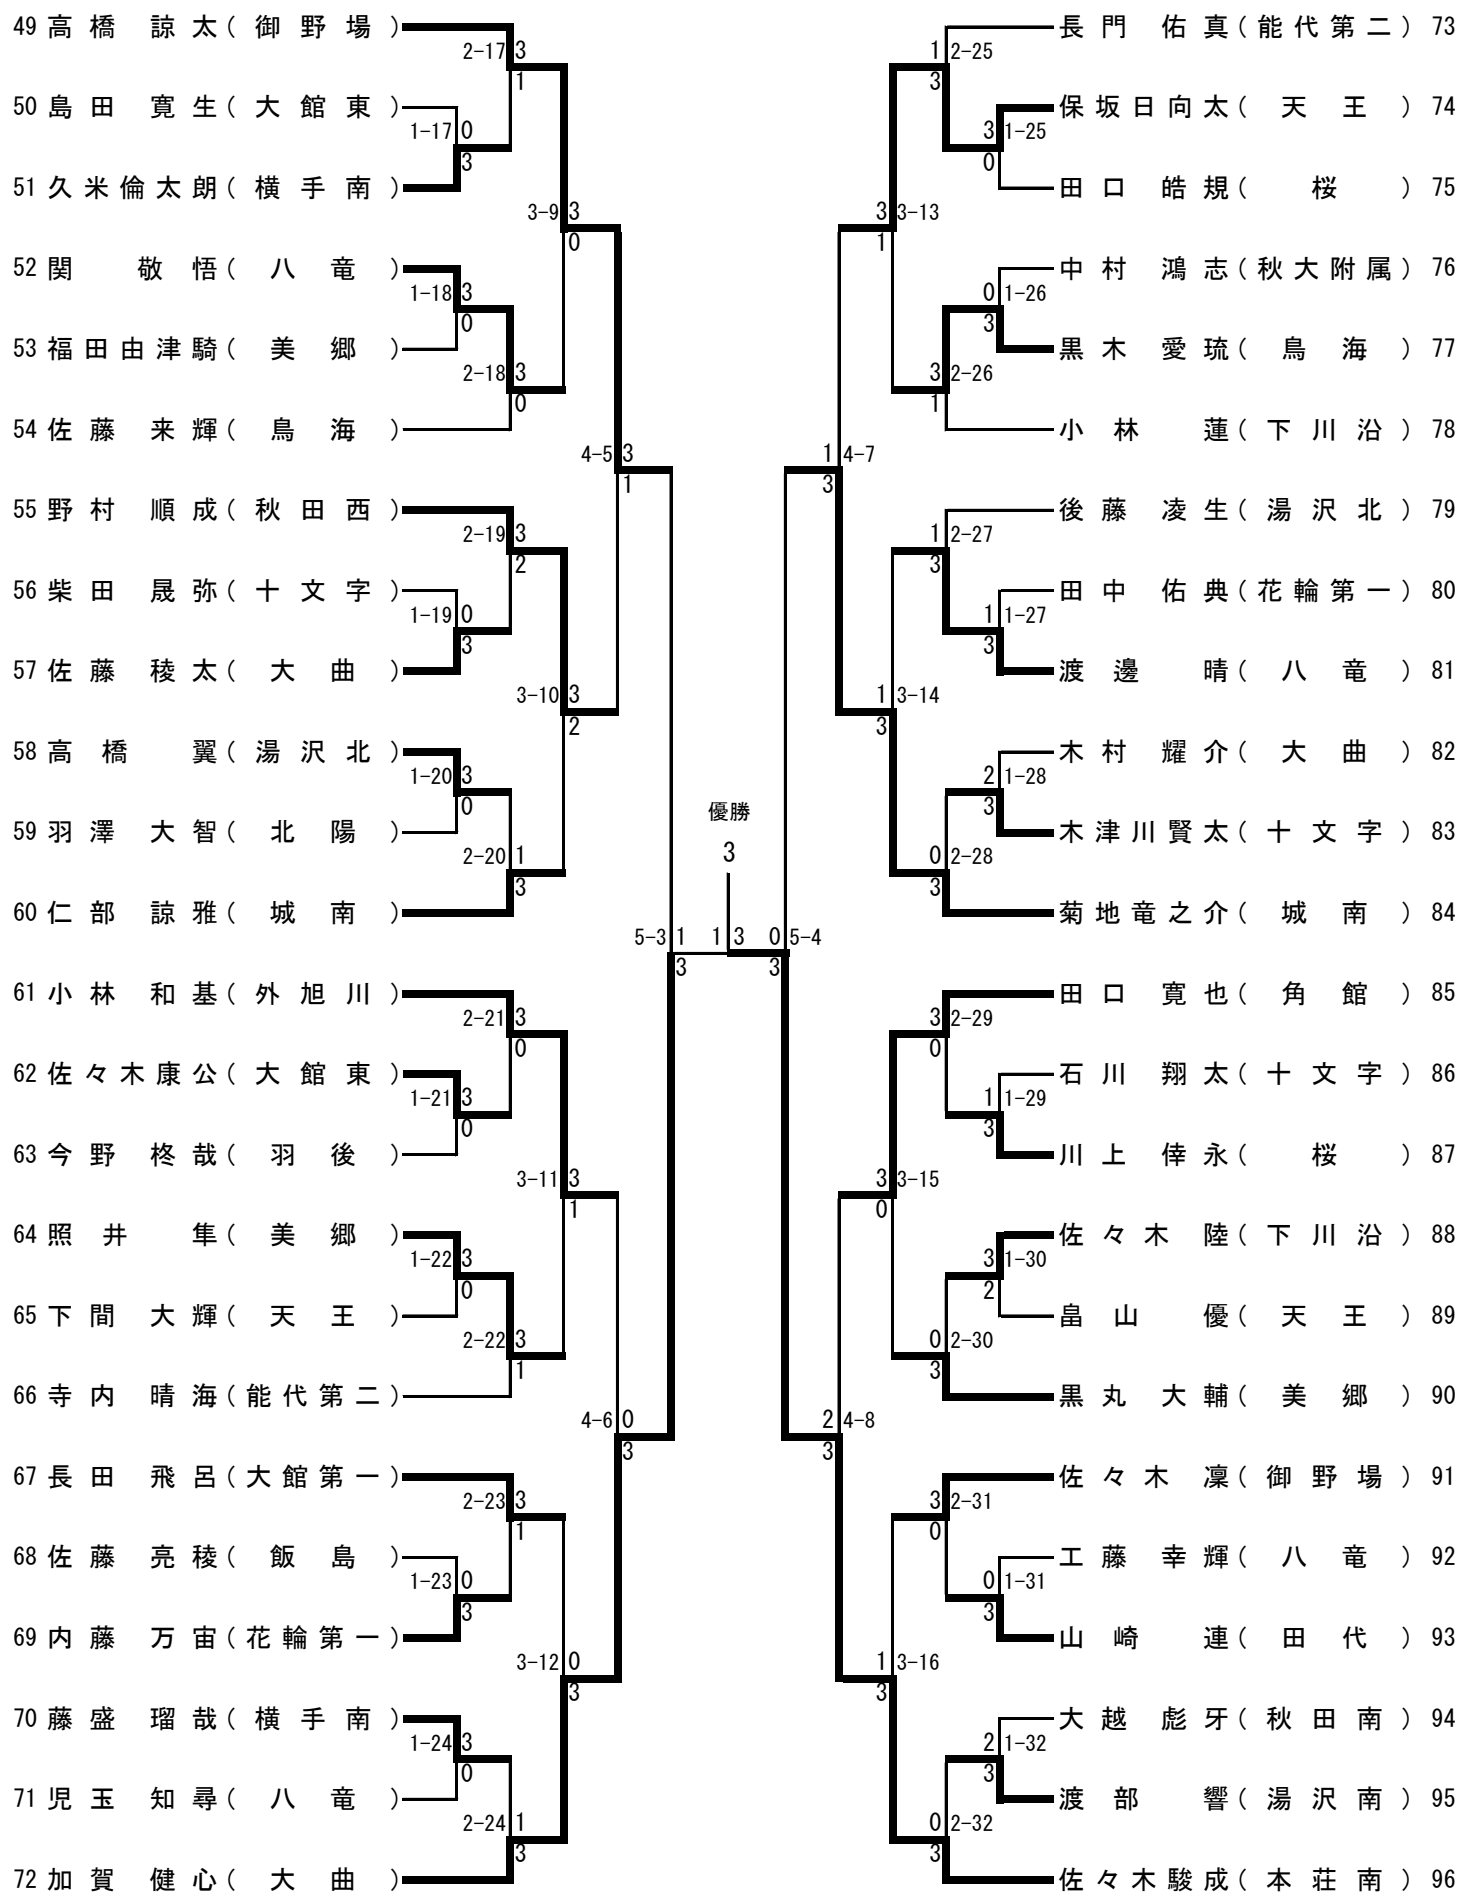 49 高橋 諒太 ( 御野場 )
2-17 3
1
50 島田 寛生 ( 大館東 )
1-17 0
3
51 久米倫太朗 ( 横手南 )
3-9 3
0
52 関 敬悟 ( 八竜 )
1-18 3
0
53 福田由津騎 ( 美郷 )
2-18 3
0
54 佐藤 来輝 ( 鳥海 )
4-5 3
1
55 野村 順成 ( 秋田西 )
2-19 3
2
56 柴田 晟弥 ( 十文字 )
1-19 0
3
57 佐藤 稜太 ( 大曲 )
3-10 3
2
58 高橋 翼 ( 湯沢北 )
1-20 3
0
59 羽澤 大智 ( 北陽 )
2-20 1
3
60 仁部 諒雅 ( 城南 )
5-3 1
3
61 小林 和基 ( 外旭川 )
2-21 3
0
62 佐々木康公 ( 大館東 )
1-21 3
0
63 今野 柊哉 ( 羽後 )
3-11 3
1
64 照井 隼 ( 美郷 )
1-22 3
0
65 下間 大輝 ( 天王 )
2-22 3
1
66 寺内 晴海 ( 能代第二 )
4-6 0
3
67 長田 飛呂 ( 大館第一 )
2-23 3
1
68 佐藤 亮稜 ( 飯島 )
1-23 0
3
69 内藤 万宙 ( 花輪第一 )
3-12 0
3
70 藤盛 瑠哉 ( 横手南 )
1-24 3
0
71 児玉 知尋 ( 八竜 )
2-24 1
3
72 加賀 健心 ( 大曲 )
優勝
3
1 3
長門 佑真 ( 能代第二 ) 73
1 2-25
3
保坂日向太 ( 天王 ) 74
3 1-25
0
田口 皓規 ( 桜 ) 75
3 3-13
1
中村 鴻志 ( 秋大附属 ) 76
0 1-26
3
黒木 愛琉 ( 鳥海 ) 77
3 2-26
1
小林 蓮 ( 下川沿 ) 78
1 4-7
3
後藤 凌生 ( 湯沢北 ) 79
1 2-27
3
田中 佑典 ( 花輪第一 ) 80
1 1-27
3
渡邊 晴 ( 八竜 ) 81
1 3-14
3
木村 耀介 ( 大曲 ) 82
2 1-28
3
木津川賢太 ( 十文字 ) 83
0 2-28
3
菊地竜之介 ( 城南 ) 84
0 5-4
3
田口 寛也 ( 角館 ) 85
3 2-29
0
石川 翔太 ( 十文字 ) 86
1 1-29
3
川上 倖永 ( 桜 ) 87
3 3-15
0
佐々木 陸 ( 下川沿 ) 88
3 1-30
2
畠山 優 ( 天王 ) 89
0 2-30
3
黒丸 大輔 ( 美郷 ) 90
2 4-8
3
佐々木 凜 ( 御野場 ) 91
3 2-31
0
工藤 幸輝 ( 八竜 ) 92
0 1-31
3
山崎 連 ( 田代 ) 93
1 3-16
3
大越 彪牙 ( 秋田南 ) 94
2 1-32
3
渡部 響 ( 湯沢南 ) 95
0 2-32
3
佐々木駿成 ( 本荘南 ) 96